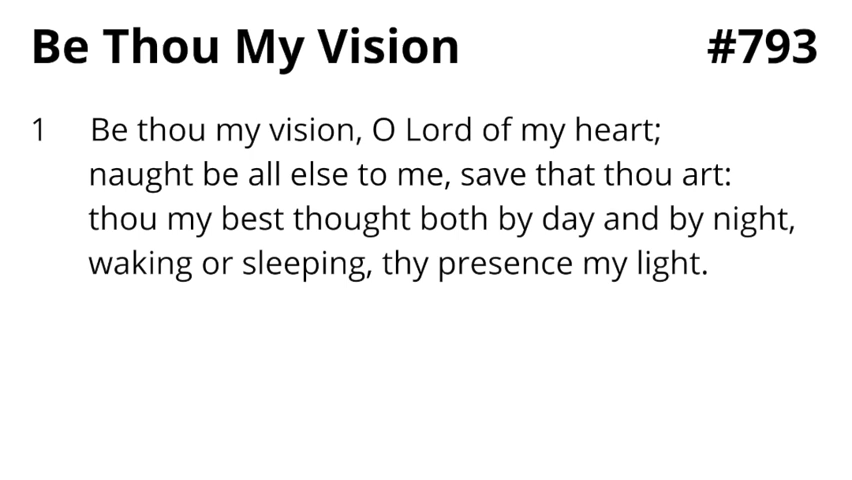 Be Thou My Vision #793
1 Be thou my vision, O Lord of my heart;
naught be all else to me, save that thou art:
thou my best thought both by day and by night,
waking or sleeping, thy presence my light.